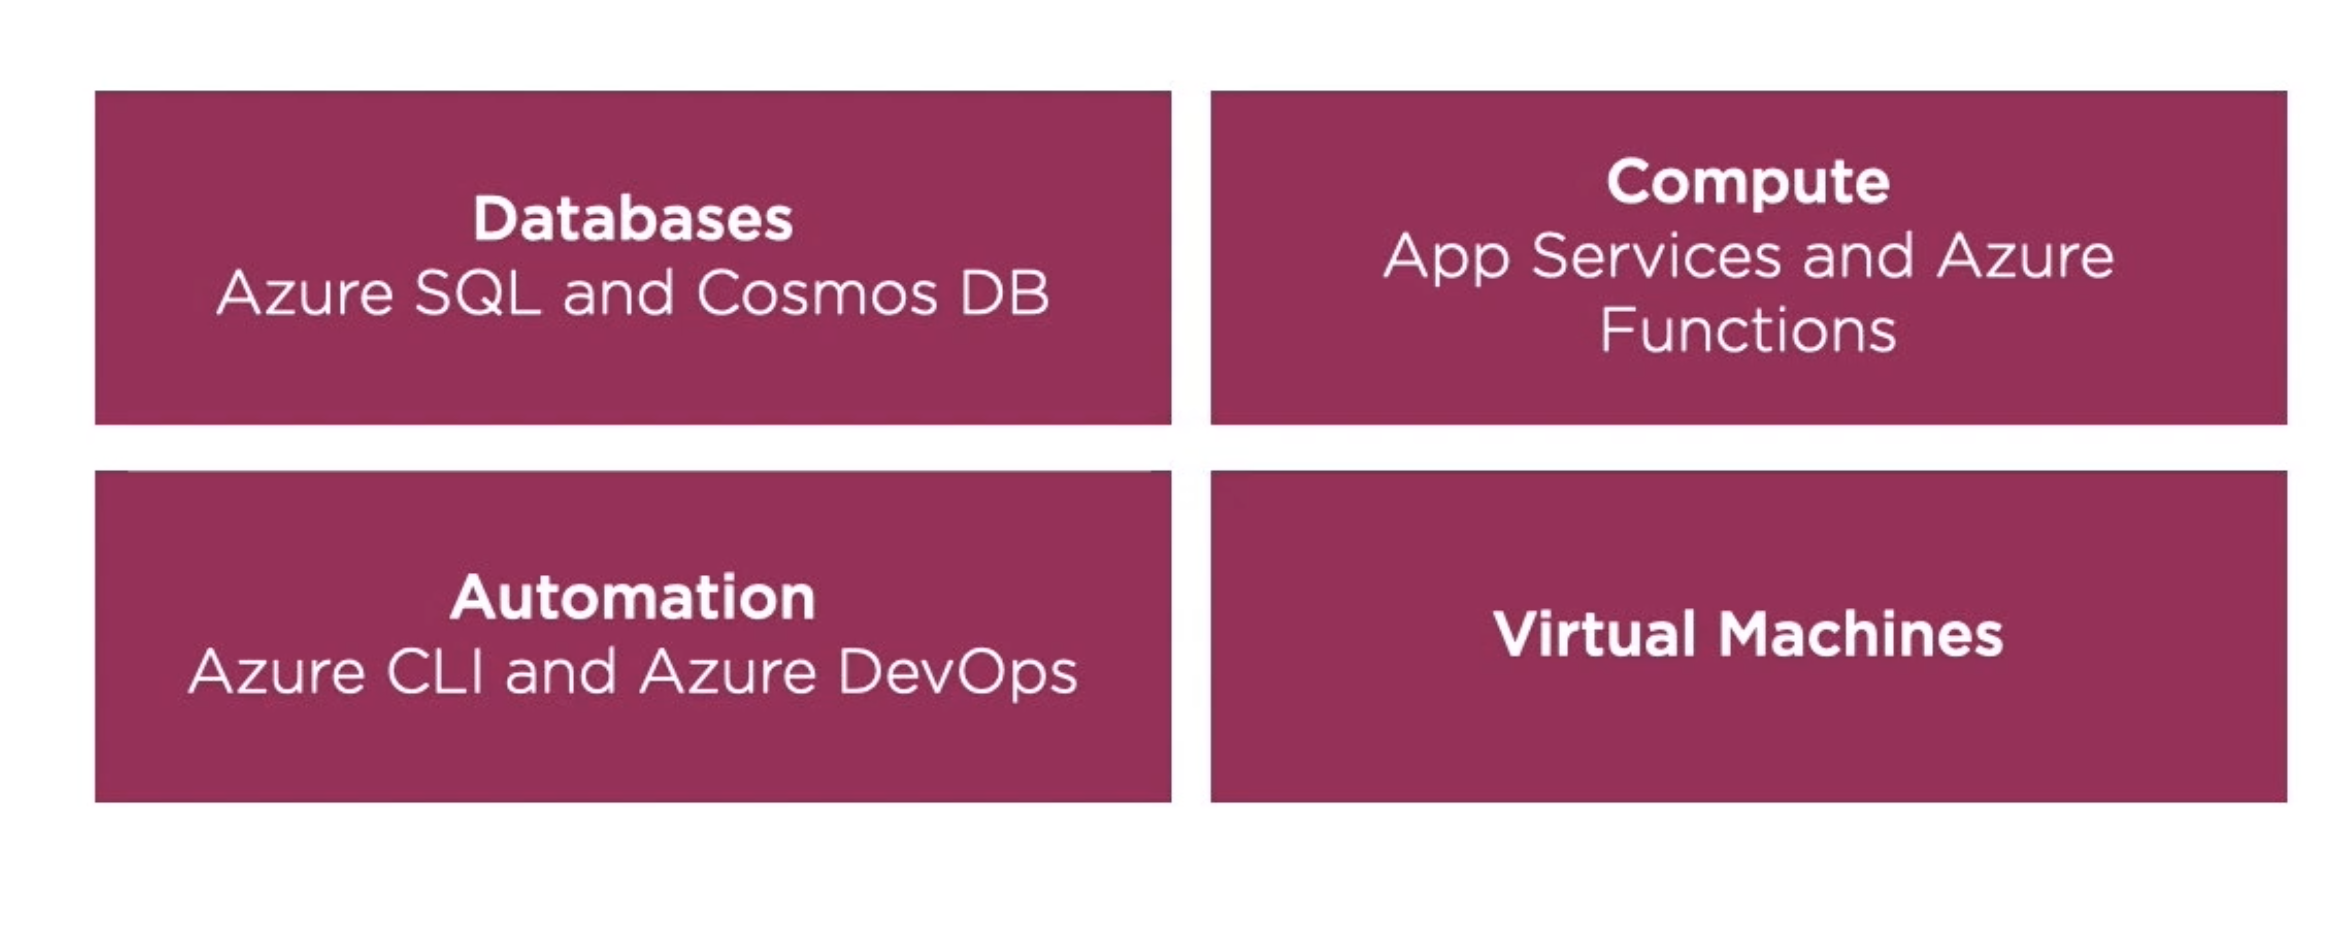 Databases
Azure SQL and Cosmos DB
Compute
App Services and Azure
Functions
Automation
Azure CLI and Azure DevOps
Virtual Machines